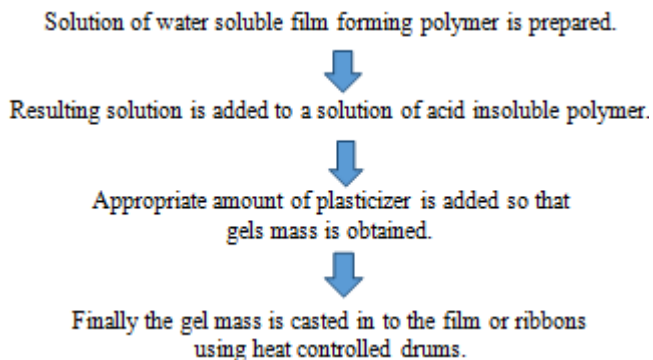 Solution of water soluble film forming polymer is prepared.
Resulting solution is added to a solution of acid insoluble polymer.
Appropriate amount of plasticizer is added so that
gels mass is obtained.
Finally the gel mass is casted in to the film or ribbons
using heat controlled drums.